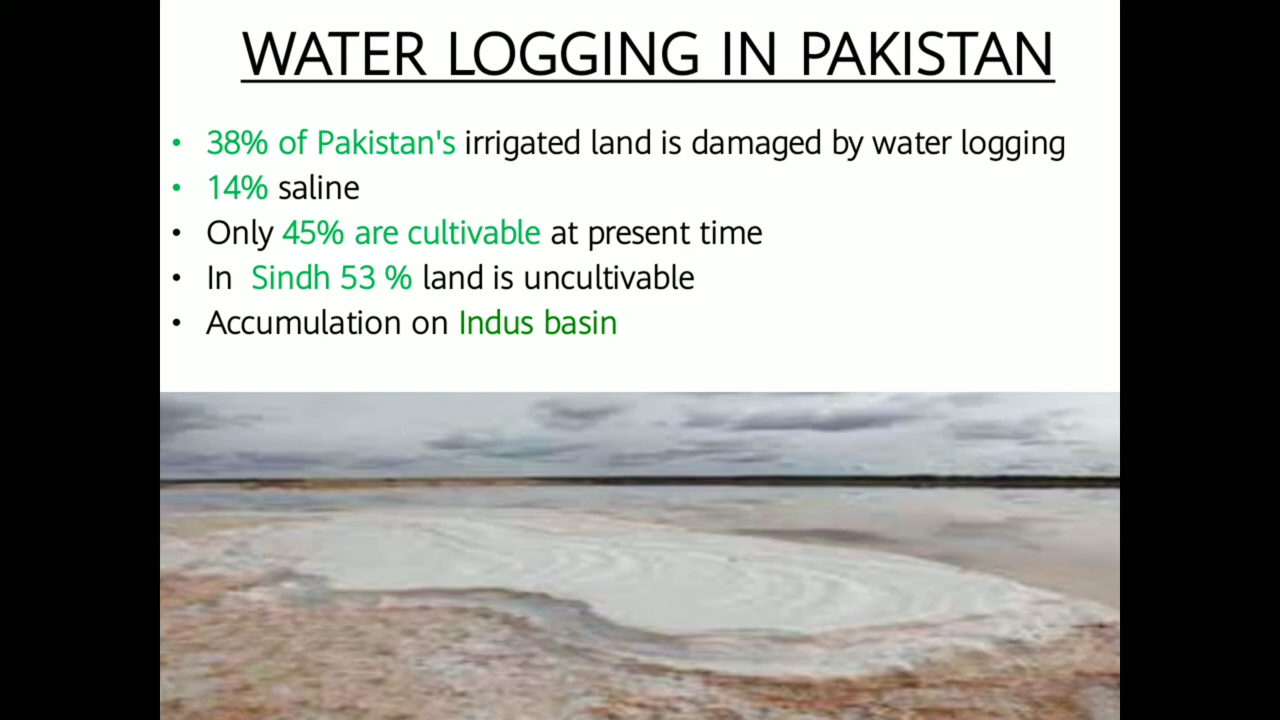 WATER LOGGING IN PAKISTAN
• 38% of Pakistan's irrigated land is damaged by water logging
• 14% saline
• Only 45% are cultivable at present time
• In Sindh 53 % land is uncultivable
• Accumulation on Indus basin